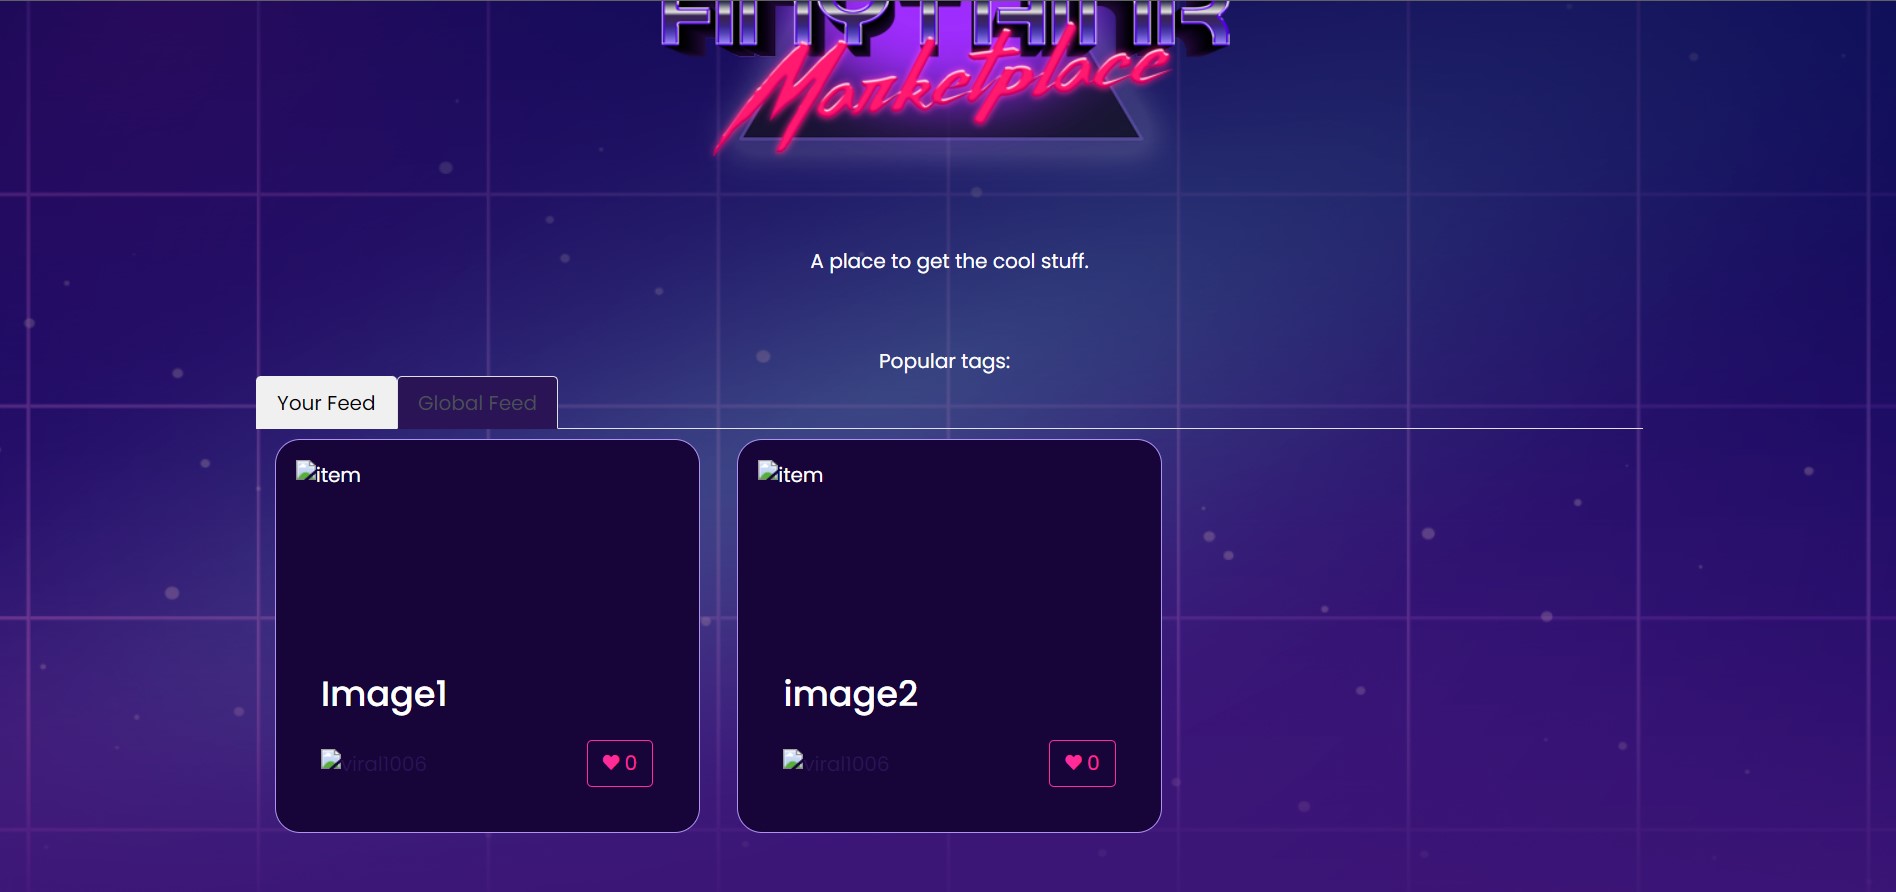 ANYTHINK
Marketplace
A place to get the cool stuff.
Popular tags:
Your Feed
Global Feed
item
item
Image1
image2
viral1006
0
viral1006
0